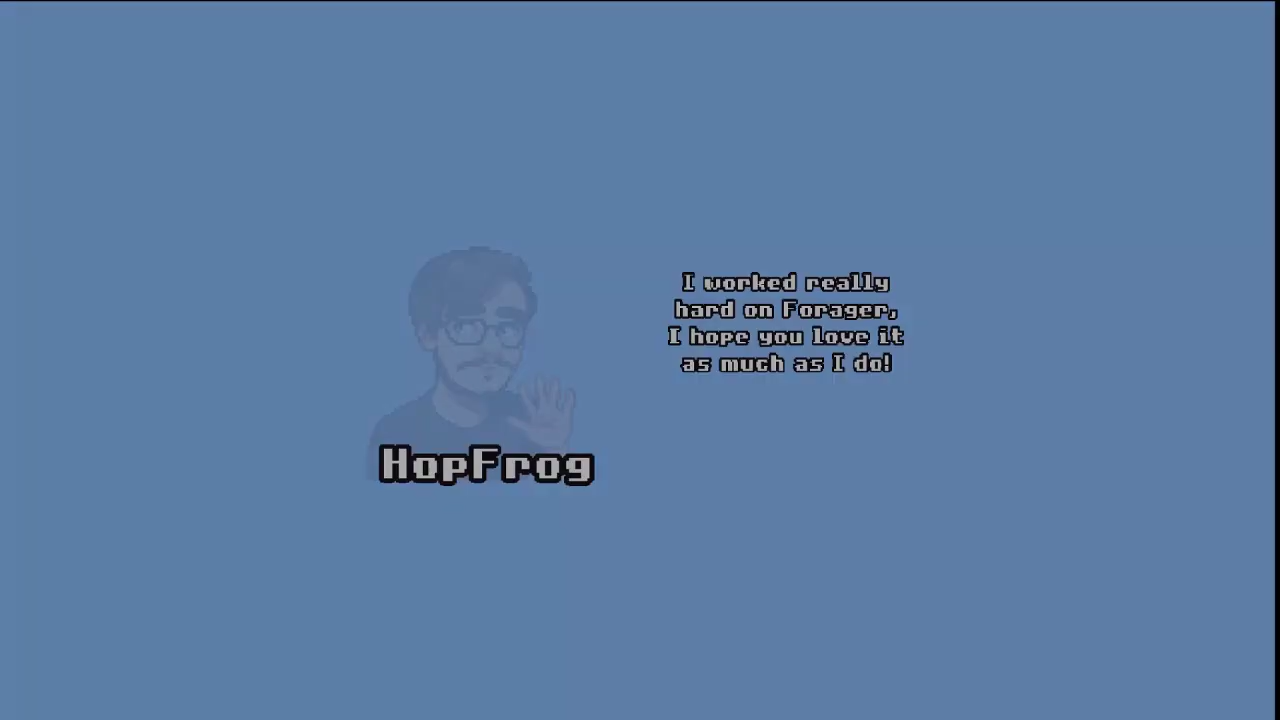 I worked really
hard on Forager,
I hope you love it
as much as I do!
HopFrog